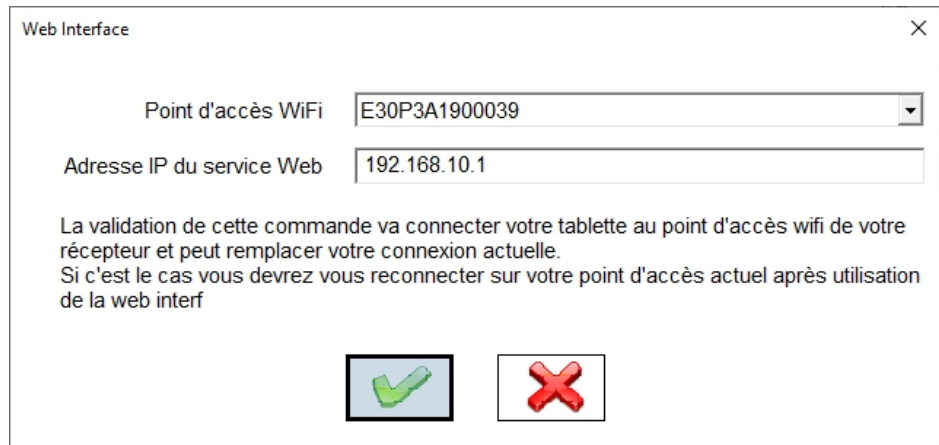 Web Interface
Point d'accès WiFi
E30P3A1900039
Adresse IP du service Web
192.168.10.1
La validation de cette commande va connecter votre tablette au point d'accès wifi de votre
récepteur et peut remplacer votre connexion actuelle.
Si c'est le cas vous devrez vous reconnecter sur votre point d'accès actuel après utilisation
de la web interf